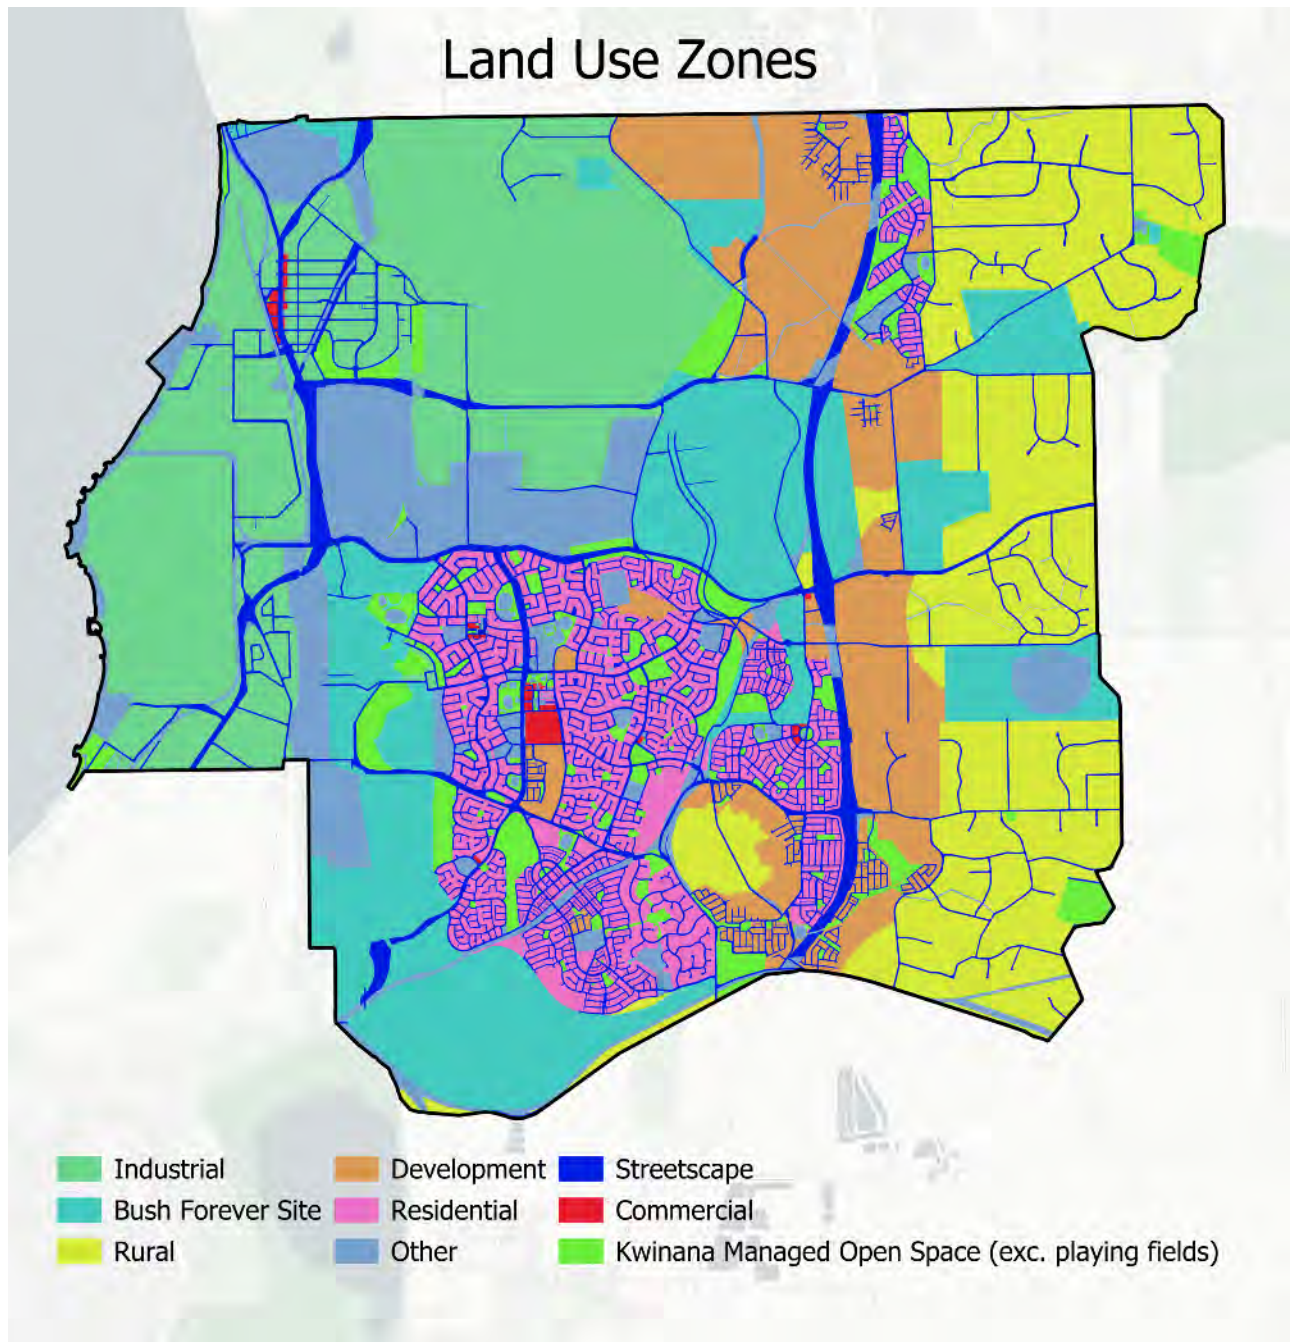 Land Use Zones
Industrial
Bush Forever Site
Rural
Development
Residential
Other
Streetscape
Commercial
Kwinana Managed Open Space (exc. playing fields)